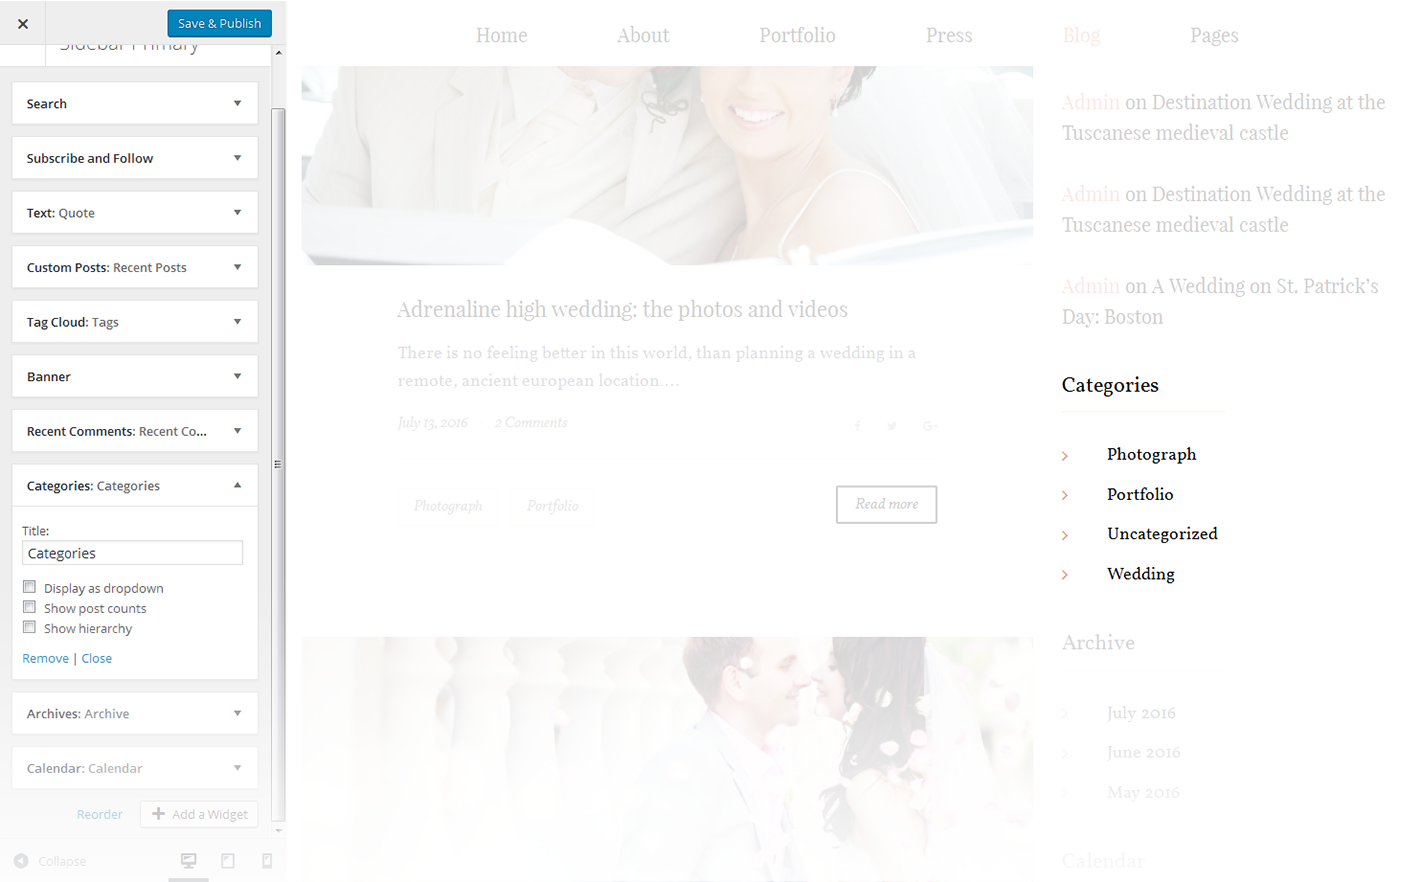 Save & Publish
Sidebar Primary
Search
Subscribe and Follow
Text: Quote
Custom Posts: Recent Posts
Tag Cloud: Tags
Banner
Recent Comments: Recent Co...
Categories: Categories
Title:
Categories
Display as dropdown
Show post counts
Show hierarchy
Remove | Close
Archives: Archive
Calendar: Calendar
Reorder
Add a Widget
Collapse
Home About Portfolio Press Blog Pages
Adrenaline high wedding: the photos and videos
There is no feeling better in this world, than planning a wedding in a
remote, ancient european location....
July 13, 2016 2 Comments
Photograph Portfolio
Read more
Admin on Destination Wedding at the
Tuscanese medieval castle
Admin on Destination Wedding at the
Tuscanese medieval castle
Admin on A Wedding on St. Patrick's
Day: Boston
Categories
Photograph
Portfolio
Uncategorized
Wedding
Archive
July 2016
June 2016
May 2016
Calendar